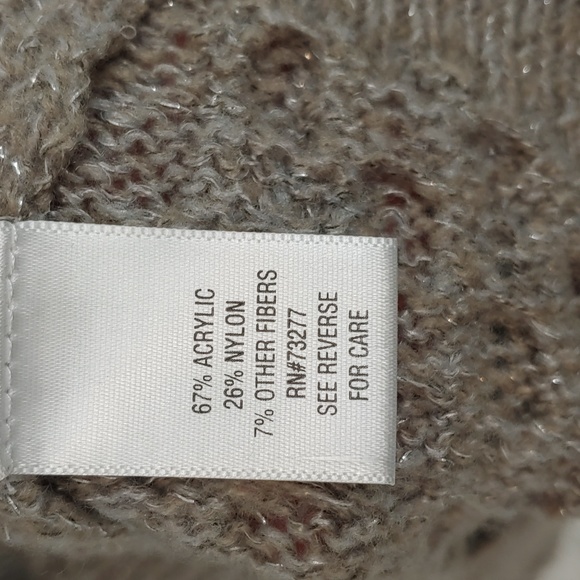 67% ACRYLIC
26% NYLON
7% OTHER FIBERS
RN#73277
SEE REVERSE
FOR CARE